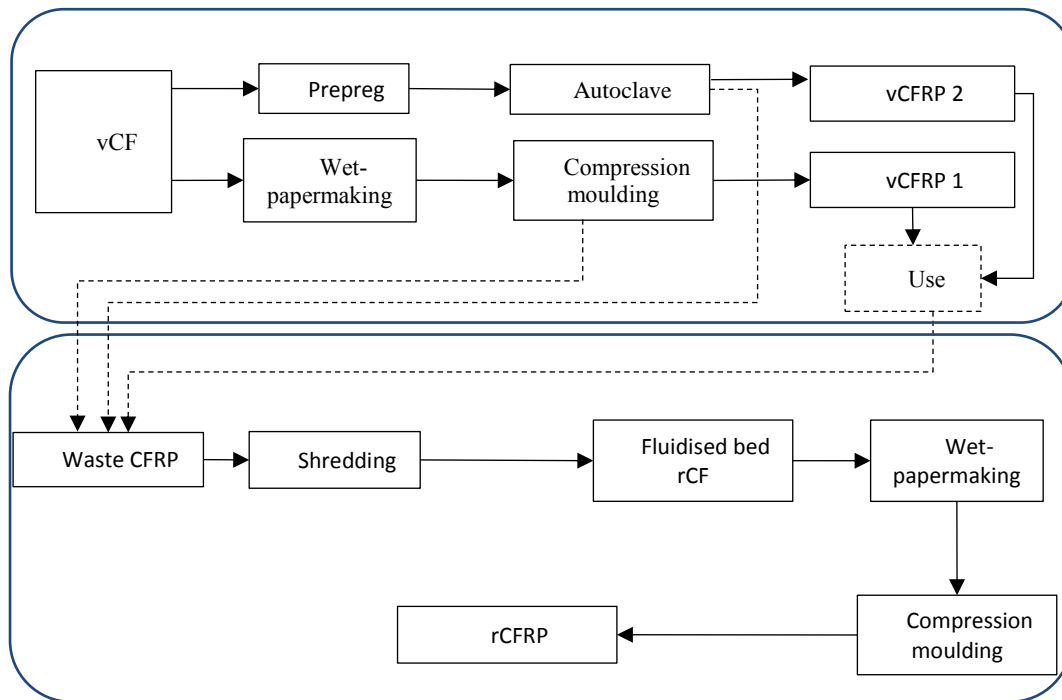 Prepreg
Autoclave
vCFRP 2
vCF
Wet-
papermaking
Compression
moulding
vCFRP 1
Use
Waste CFRP
Shredding
Fluidised bed
rCF
Wet-
papermaking
rCFRP
Compression
moulding